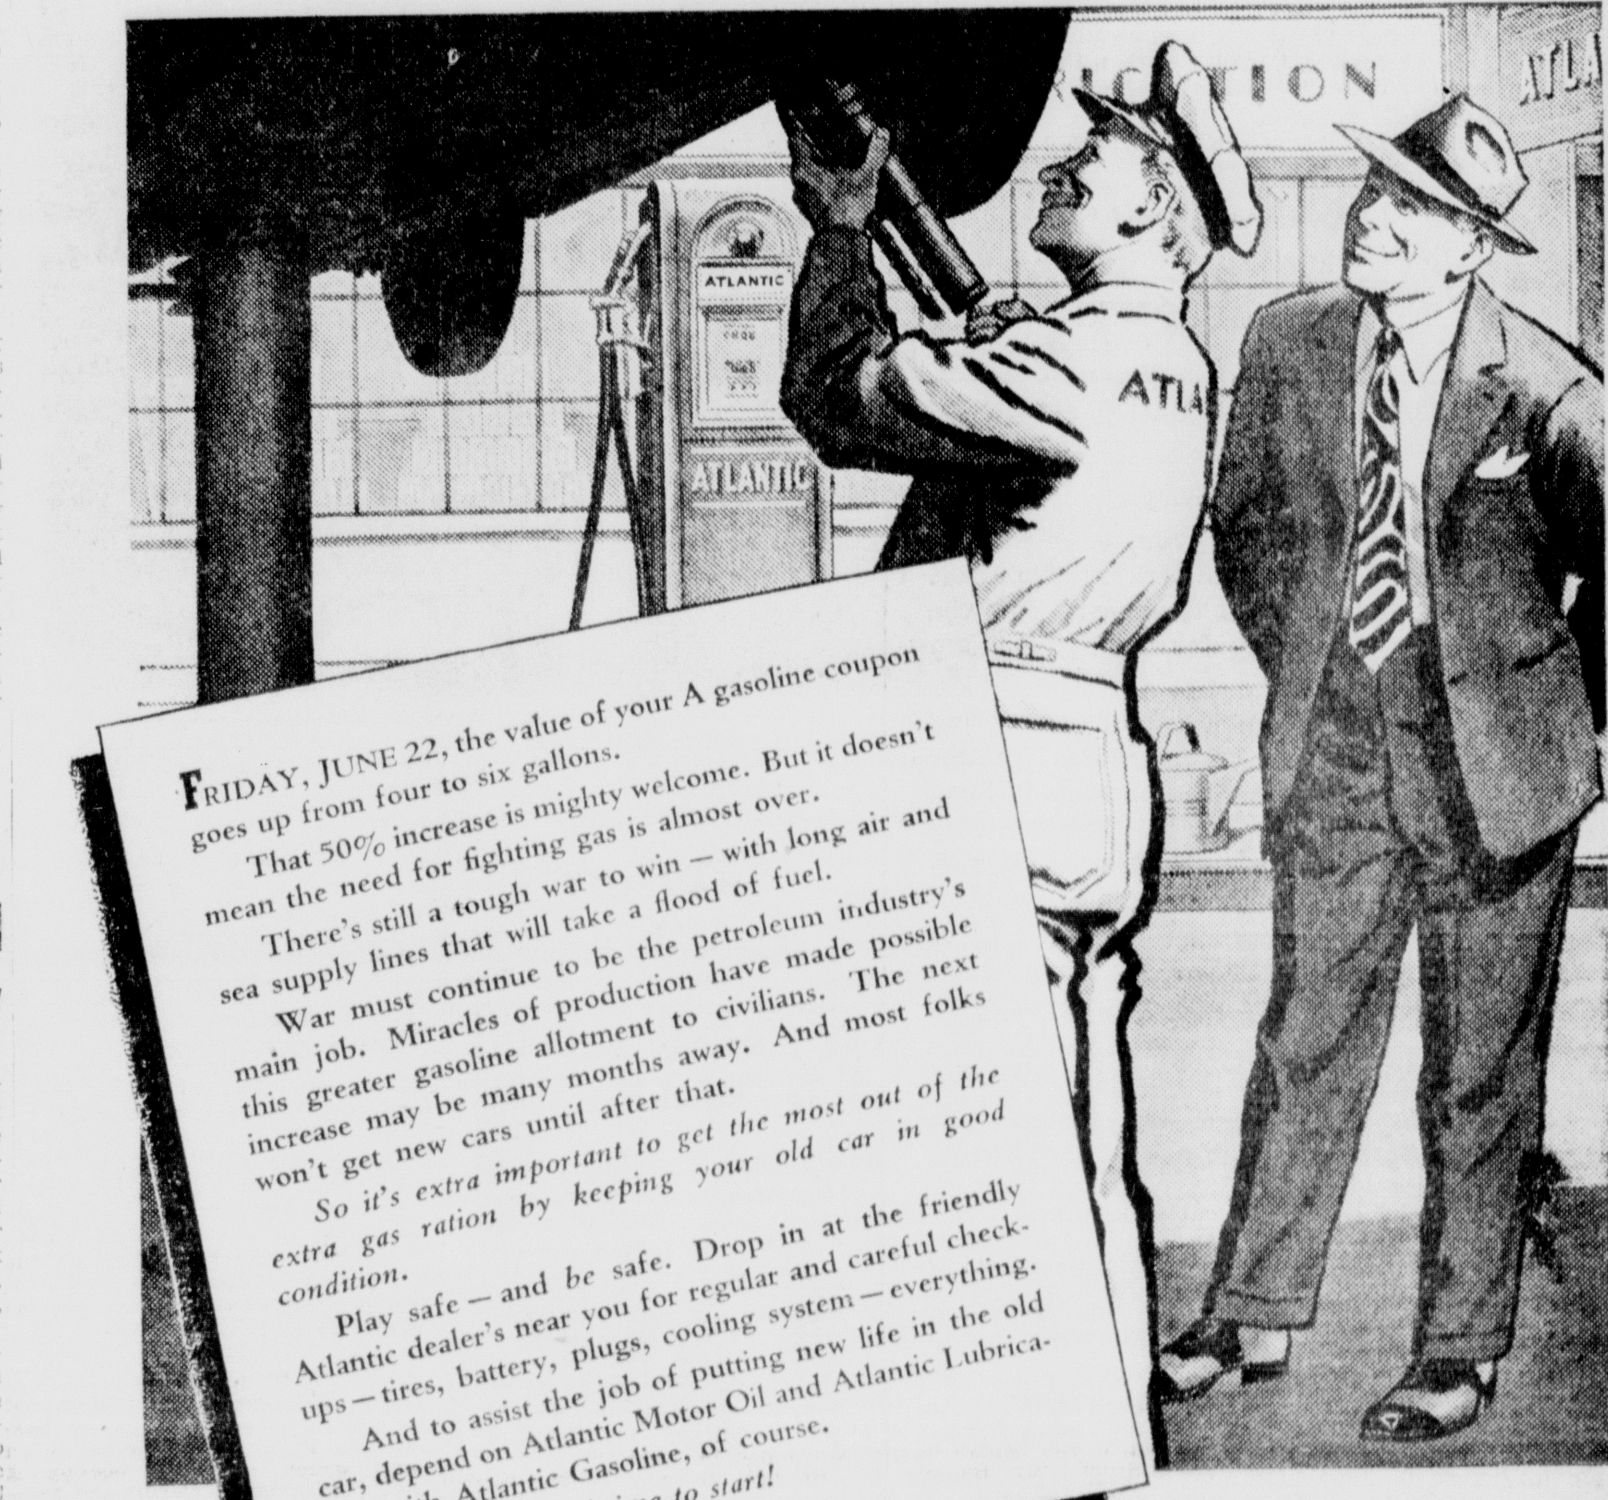 RICATION
ATLA
ATLANTIC
ATLA
ATLANTIC
FRIDAY, JUNE 22, the value of your A gasoline coupon
goes up from four to six gallons.
That 50% increase is mighty welcome. But it doesn't
mean the need for fighting gas is almost over.
There's still a tough war to win — with long air and
sea supply lines that will take a flood of fuel.
War must continue to be the petroleum industry's
main job. Miracles of production have made possible
this greater gasoline allotment to civilians. The next
increase may be many months away. And most folks
won't get new cars until after that.
So it's extra important to get the most out of the
extra gas ration by keeping your old car in good
condition.
Play safe — and be safe. Drop in at the friendly
Atlantic dealer's near you for regular and careful check-
ups — tires, battery, plugs, cooling system — everything.
And to assist the job of putting new life in the old
car, depend on Atlantic Motor Oil and Atlantic Lubrica-
Atlantic Gasoline, of course.
to start!